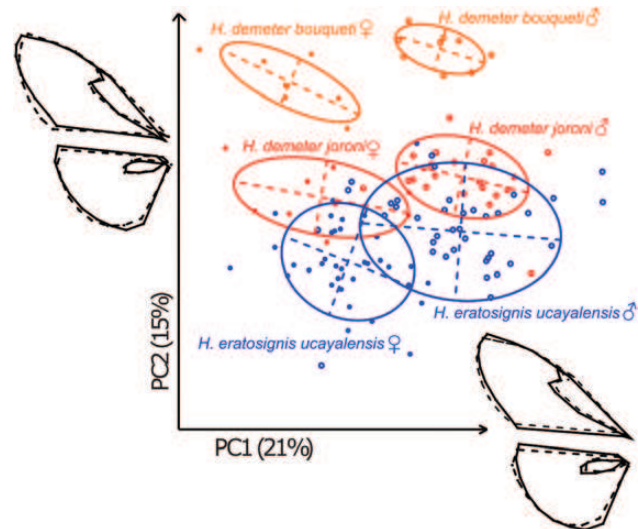 H. demeter bouqueti ♀
H. demeter bouqueti ♂
H. demeter joroni ♂
H. demeter joroni ♀
H. eratosignis ucayalensis ♂
H. eratosignis ucayalensis ♀
PC2 (15%)
PC1 (21%)